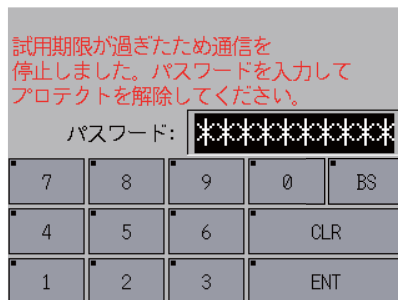 試用期限が過ぎたため通信を
停止しました。パスワードを入力して
プロテクトを解除してください。
パスワード: **********
7 8 9 0 BS
4 5 6 CLR
1 2 3 ENT